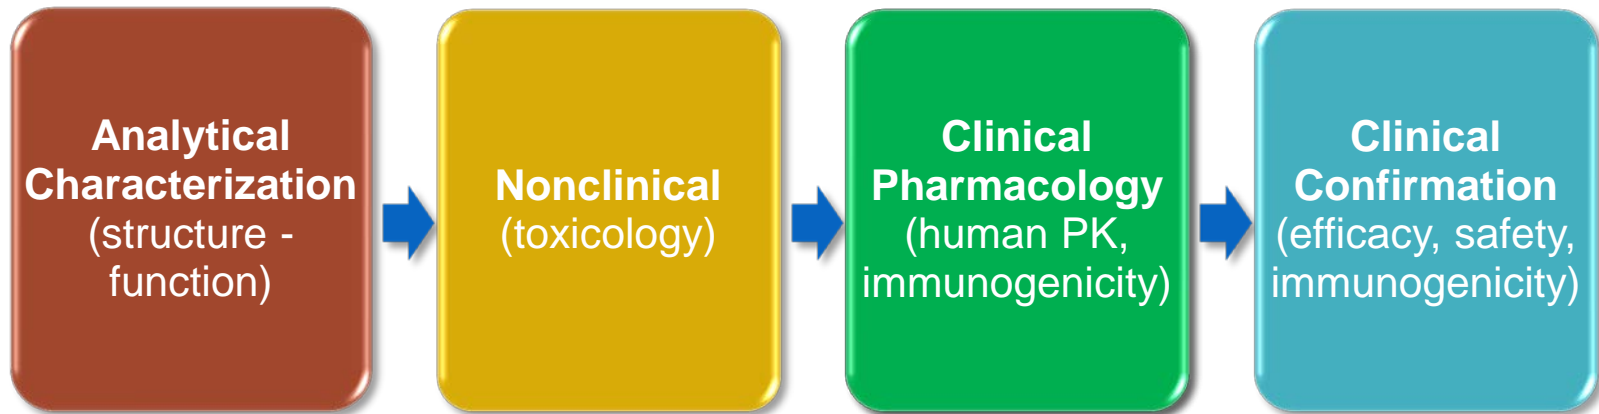 Analytical
Characterization
(structure -
function)
Nonclinical
(toxicology)
Clinical
Pharmacology
(human PK,
immunogenicity)
Clinical
Confirmation
(efficacy, safety,
immunogenicity)